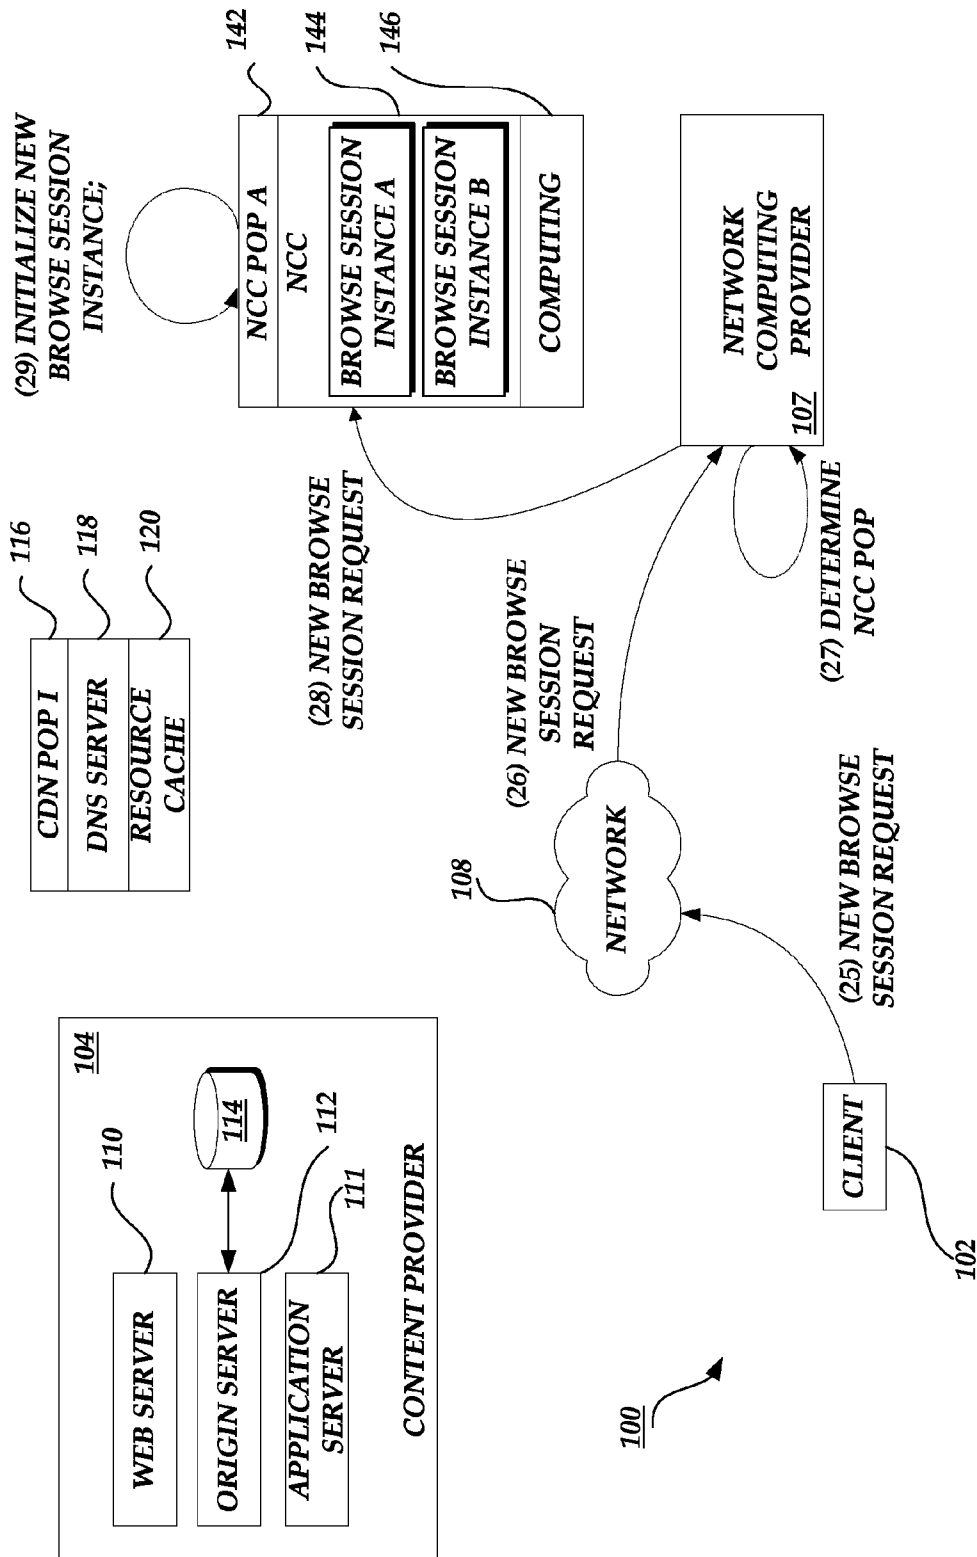 104
WEB SERVER
110
ORIGIN SERVER
114
112
APPLICATION
SERVER
111
CONTENT PROVIDER
CDN POP I
116
DNS SERVER
118
RESOURCE
CACHE
120
(29) INITIALIZE NEW
BROWSE SESSION
INSTANCE;
NCC POP A
142
NCC
BROWSE SESSION
INSTANCE A
144
BROWSE SESSION
INSTANCE B
COMPUTING
146
(28) NEW BROWSE
SESSION REQUEST
(26) NEW BROWSE
SESSION
REQUEST
NETWORK
COMPUTING
PROVIDER
107
(27) DETERMINE
NCC POP
108
NETWORK
(25) NEW BROWSE
SESSION REQUEST
CLIENT
102
100